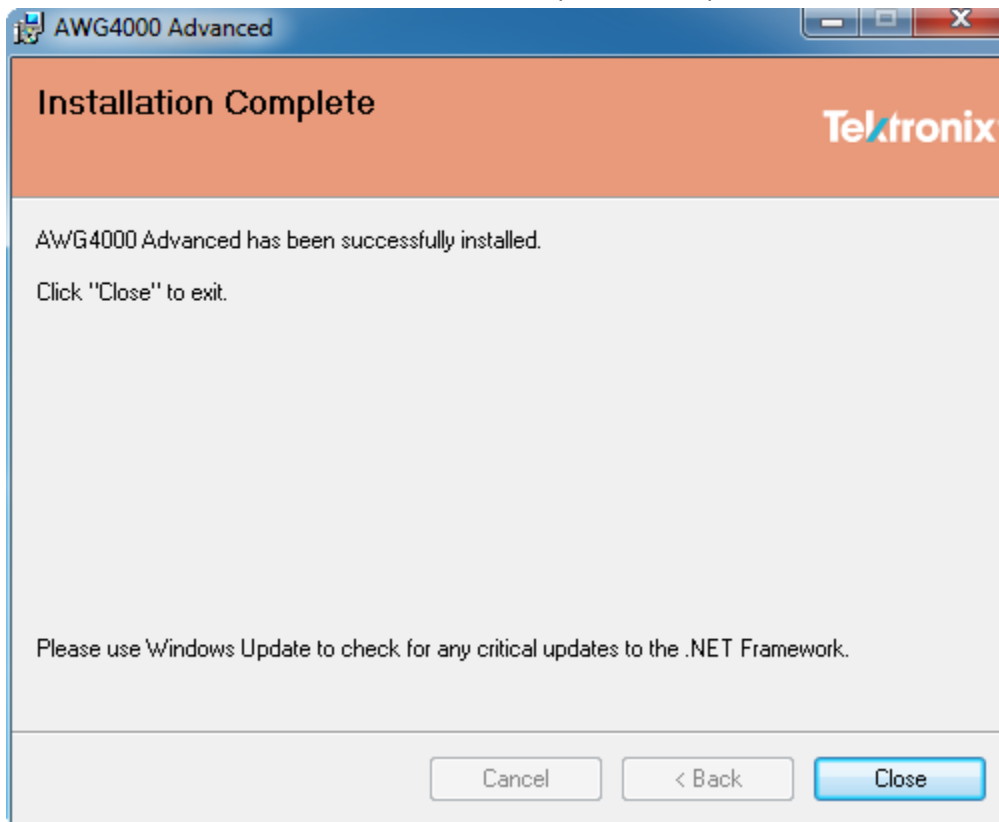 AWG4000 Advanced
Installation Complete
Tektronix
AWG4000 Advanced has been successfully installed.
Click "Close" to exit.
Please use Windows Update to check for any critical updates to the .NET Framework.
Cancel
< Back
Close